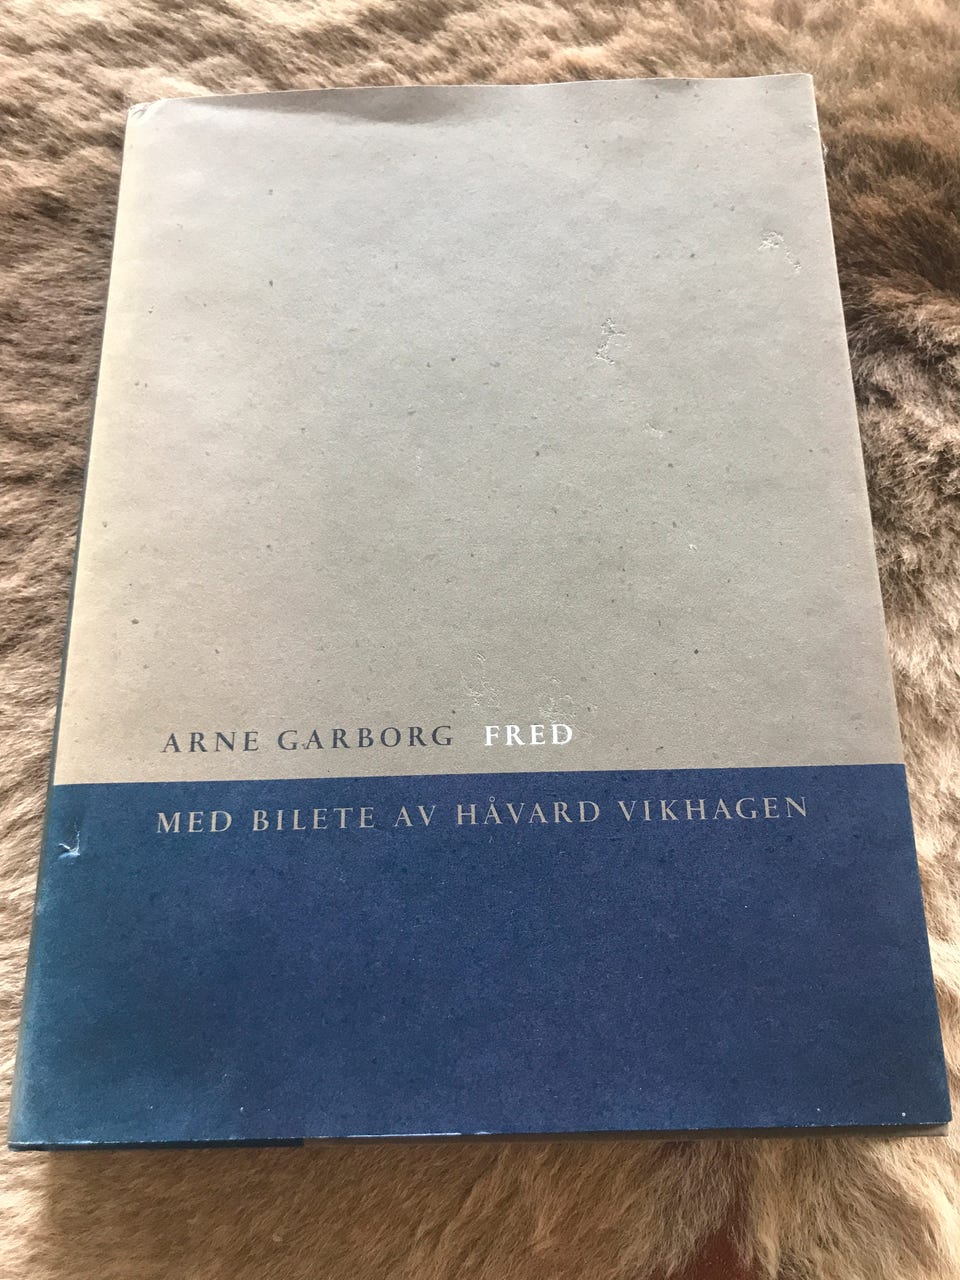 ARNE GARBORG FRED
MED BILETE AV HÅVARD VIKHAGEN